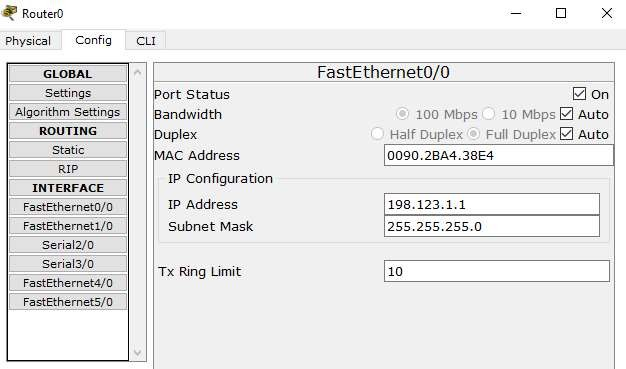 Router0
Physical Config CLI
GLOBAL
Settings
Algorithm Settings
ROUTING
Static
RIP
INTERFACE
FastEthernet0/0
FastEthernet1/0
Serial2/0
Serial3/0
FastEthernet4/0
FastEthernet5/0
FastEthernet0/0
Port Status On
Bandwidth 100 Mbps 10 Mbps Auto
Duplex Half Duplex Full Duplex Auto
MAC Address 0090.2BA4.38E4
IP Configuration
IP Address 198.123.1.1
Subnet Mask 255.255.255.0
Tx Ring Limit 10